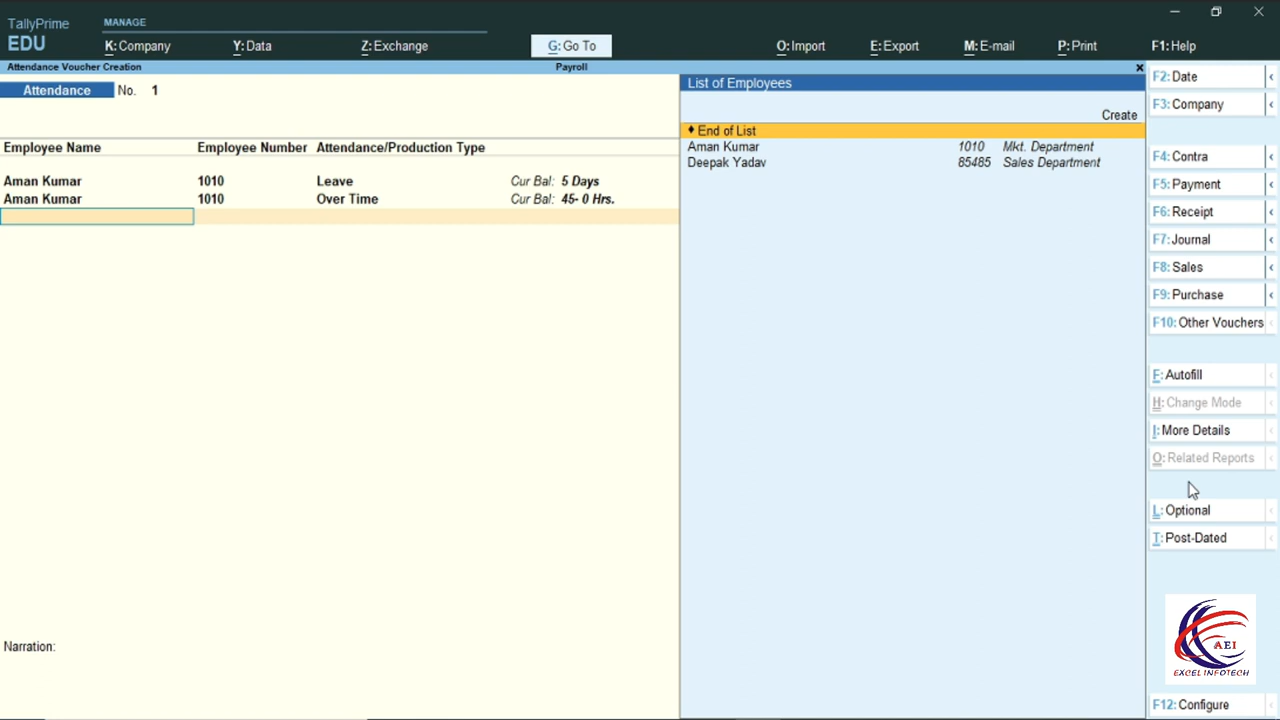 TallyPrime
EDU
MANAGE
K: Company Y: Data Z: Exchange G: Go To O: Import E: Export M: E-mail P: Print F1: Help
Attendance Voucher Creation Payroll
Attendance No. 1
Employee Name Employee Number Attendance/Production Type
Aman Kumar 1010 Leave Cur Bal: 5 Days
Aman Kumar 1010 Over Time Cur Bal: 45- 0 Hrs.
Narration:
List of Employees
Create
♦ End of List
Aman Kumar 1010 Mkt. Department
Deepak Yadav 85485 Sales Department
F2: Date
F3: Company
F4: Contra
F5: Payment
F6: Receipt
F7: Journal
F8: Sales
F9: Purchase
F10: Other Vouchers
F: Autofill
H: Change Mode
I: More Details
O: Related Reports
L: Optional
T: Post-Dated
AEI
EXCEL INFOTECH
F12: Configure